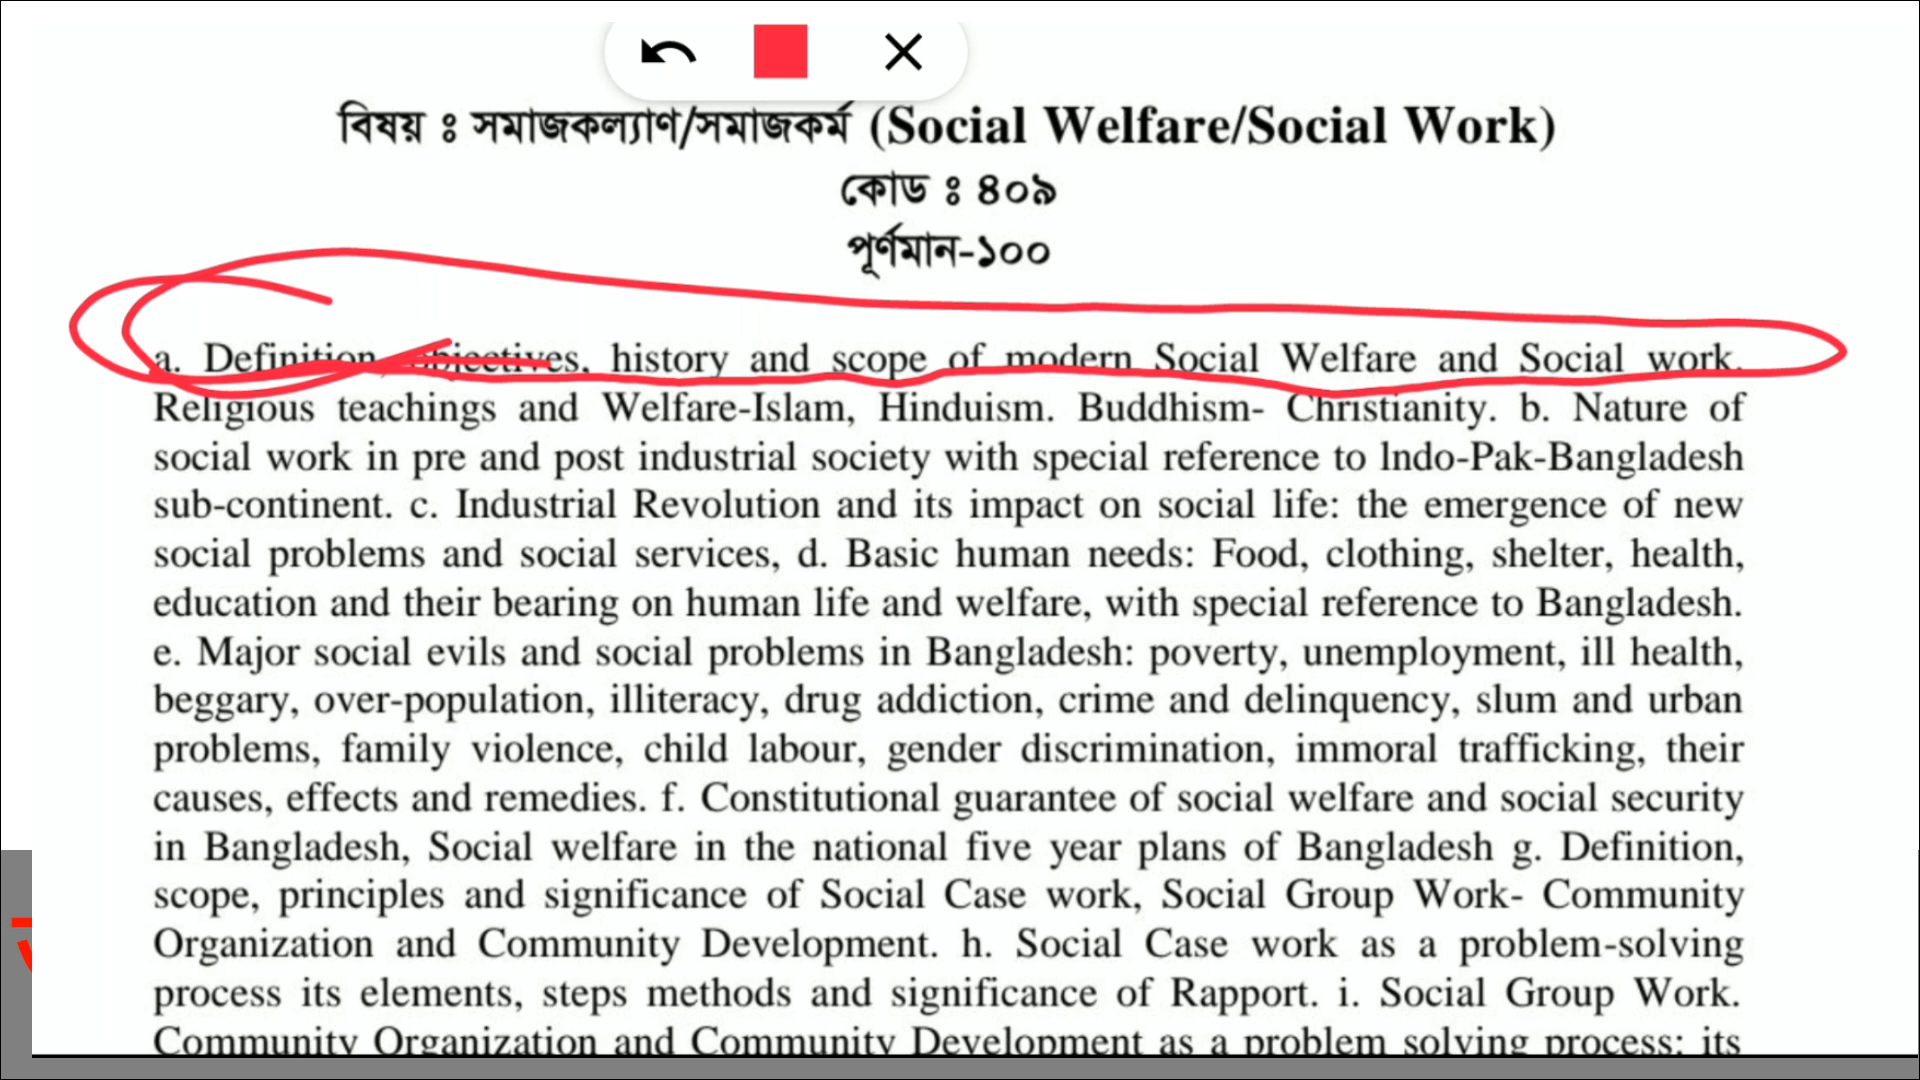 বিষয় ঃ সমাজকল্যাণ/সমাজকর্ম (Social Welfare/Social Work)
কোড ঃ ৪০৯
পূর্ণমান-১০০
a. Definition, objectives, history and scope of modern Social Welfare and Social work.
Religious teachings and Welfare-Islam, Hinduism. Buddhism- Christianity. b. Nature of
social work in pre and post industrial society with special reference to lndo-Pak-Bangladesh
sub-continent. c. Industrial Revolution and its impact on social life: the emergence of new
social problems and social services, d. Basic human needs: Food, clothing, shelter, health,
education and their bearing on human life and welfare, with special reference to Bangladesh.
e. Major social evils and social problems in Bangladesh: poverty, unemployment, ill health,
beggary, over-population, illiteracy, drug addiction, crime and delinquency, slum and urban
problems, family violence, child labour, gender discrimination, immoral trafficking, their
causes, effects and remedies. f. Constitutional guarantee of social welfare and social security
in Bangladesh, Social welfare in the national five year plans of Bangladesh g. Definition,
scope, principles and significance of Social Case work, Social Group Work- Community
Organization and Community Development. h. Social Case work as a problem-solving
process its elements, steps methods and significance of Rapport. i. Social Group Work.
Community Organization and Community Development as a problem solving process: its